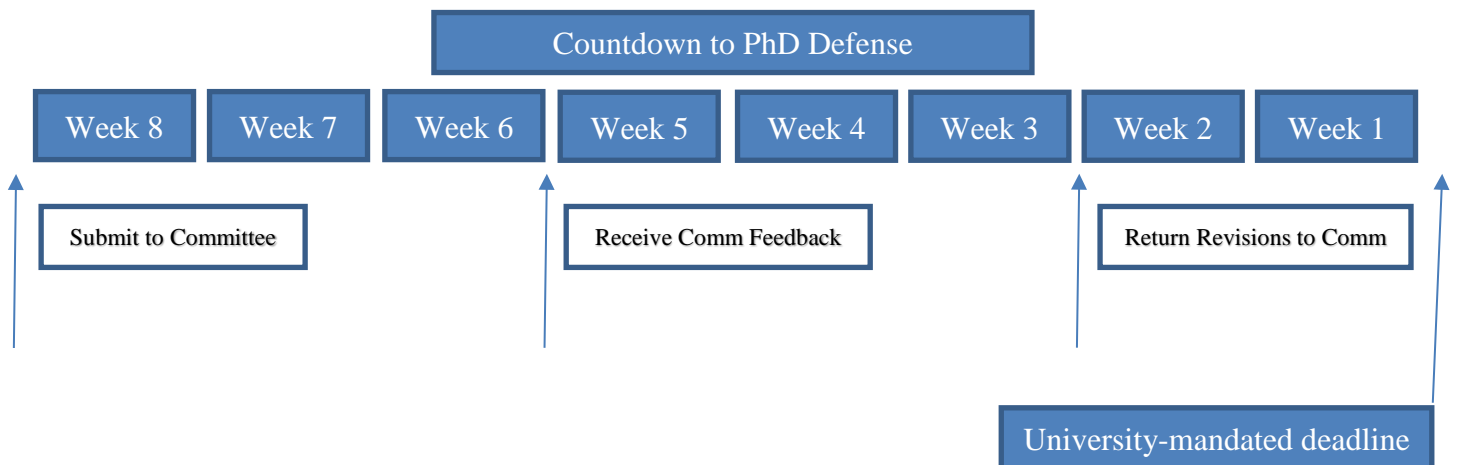 Countdown to PhD Defense
Week 8
Week 7
Week 6
Week 5
Week 4
Week 3
Week 2
Week 1
Submit to Committee
Receive Comm Feedback
Return Revisions to Comm
University-mandated deadline